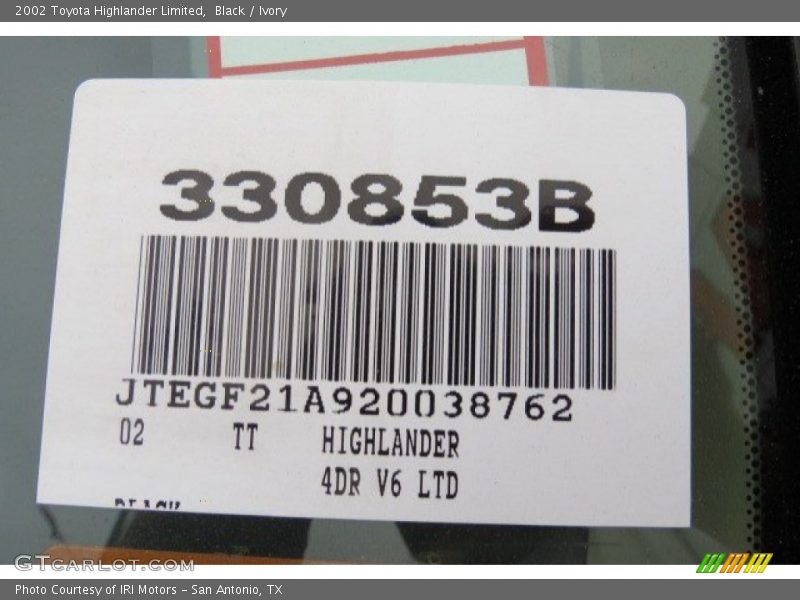 2002 Toyota Highlander Limited, Black / Ivory
330853B
JTEGF21A920038762
02 TT HIGHLANDER
4DR V6 LTD
GTCARLOT.COM
Photo Courtesy of IRI Motors - San Antonio, TX